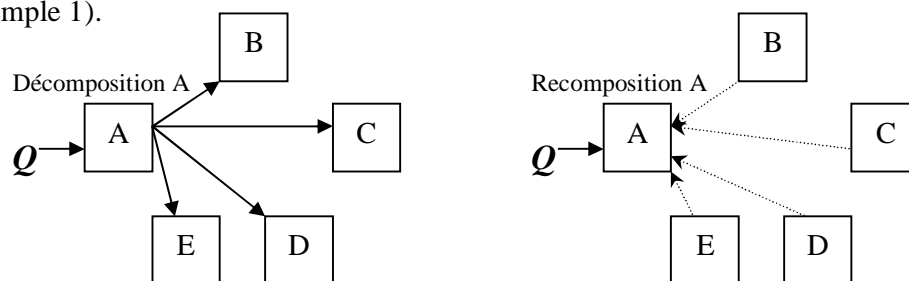 mple 1).
B
Décomposition A
A
C
Q
E
D
B
Recomposition A
A
C
Q
E
D